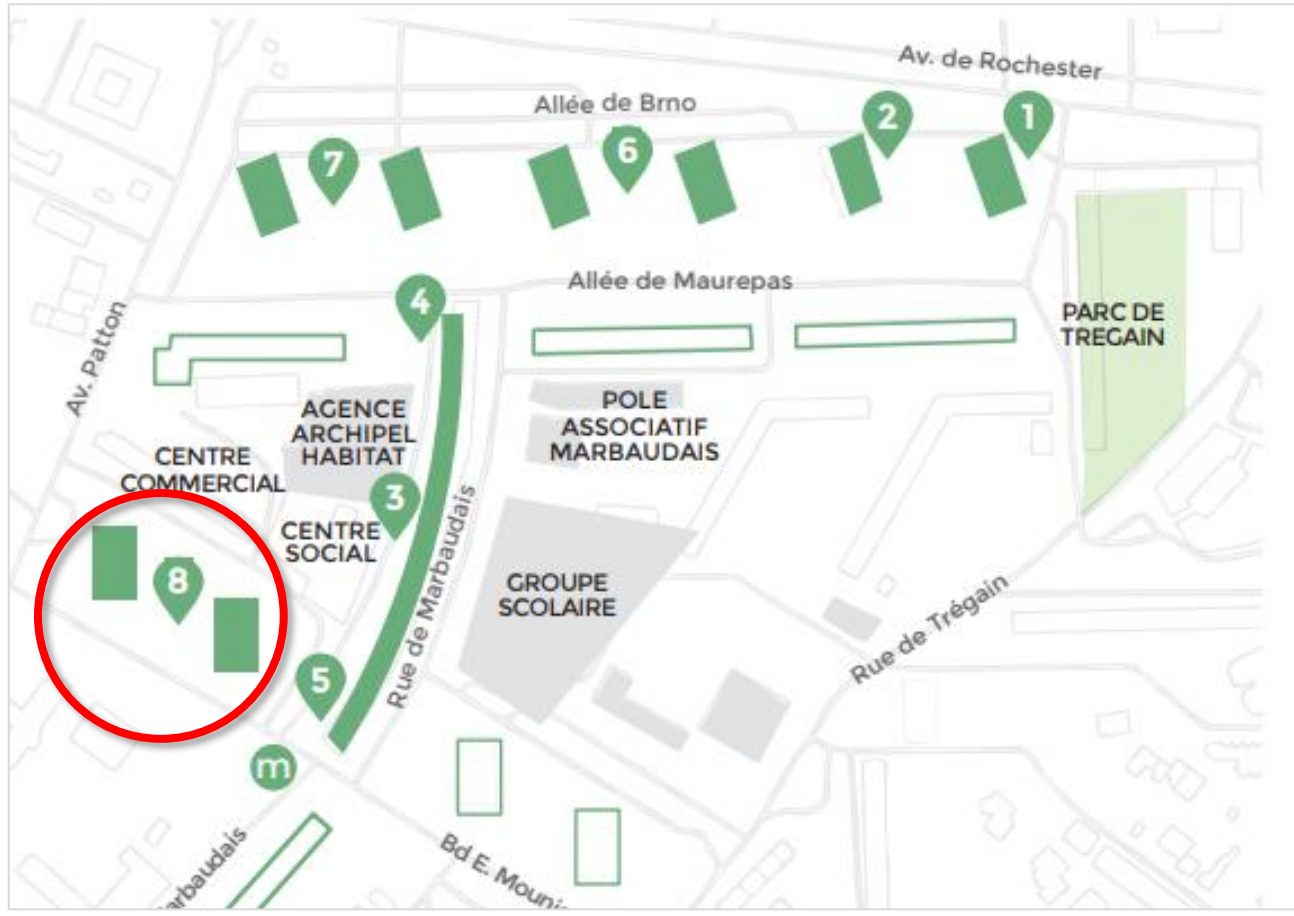 Av. de Rochester
Allée de Brno
1
2
6
7
Allée de Maurepas
4
Av. Patton
PARC DE
TREGAIN
AGENCE
ARCHIPEL
HABITAT
POLE
ASSOCIATIF
MARBAUDAIS
CENTRE
COMMERCIAL
3
CENTRE
SOCIAL
Rue de Marbaudais
8
GROUPE
SCOLAIRE
Rue de Trégain
5
m
arbaudais
Bd E. Mouni